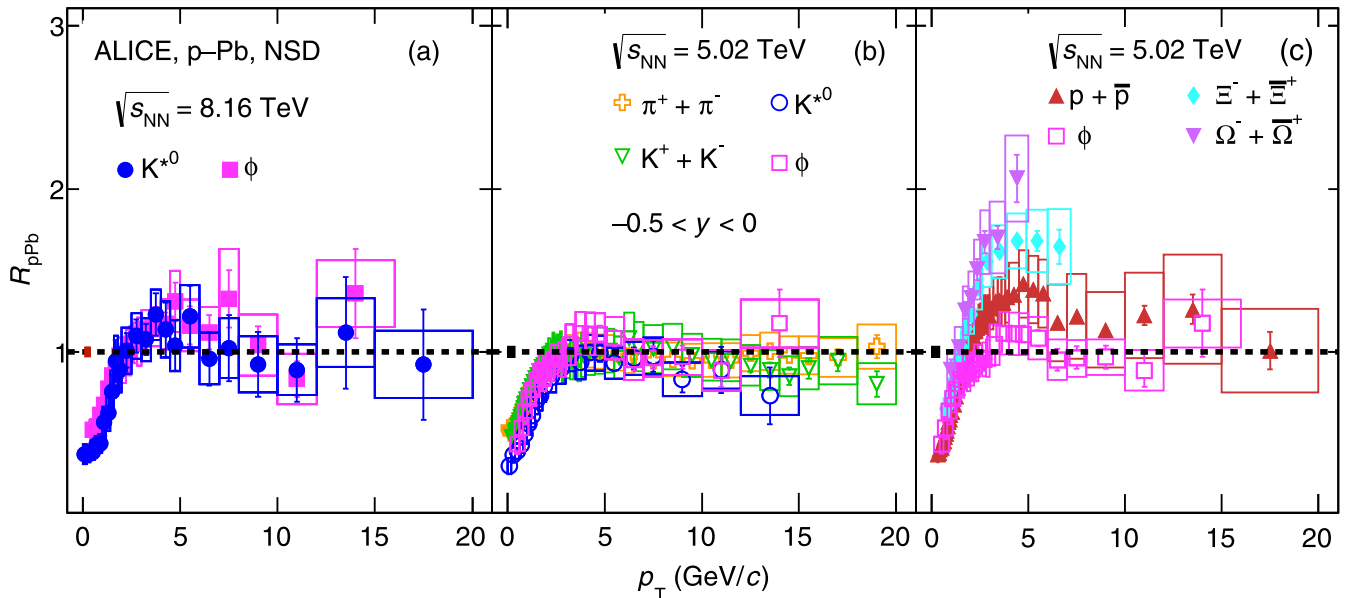 3
2
1
R_pPb
ALICE, p–Pb, NSD (a)
√s_NN = 8.16 TeV
K*⁰ ϕ
0 5 10 15 20
√s_NN = 5.02 TeV (b)
π⁺ + π⁻ K*⁰
K⁺ + K⁻ ϕ
–0.5 < y < 0
0 5 10 15 20
p_T (GeV/c)
√s_NN = 5.02 TeV (c)
p + p̅ Ξ⁻ + Ξ̅⁺
ϕ Ω⁻ + Ω̅⁺
0 5 10 15 20